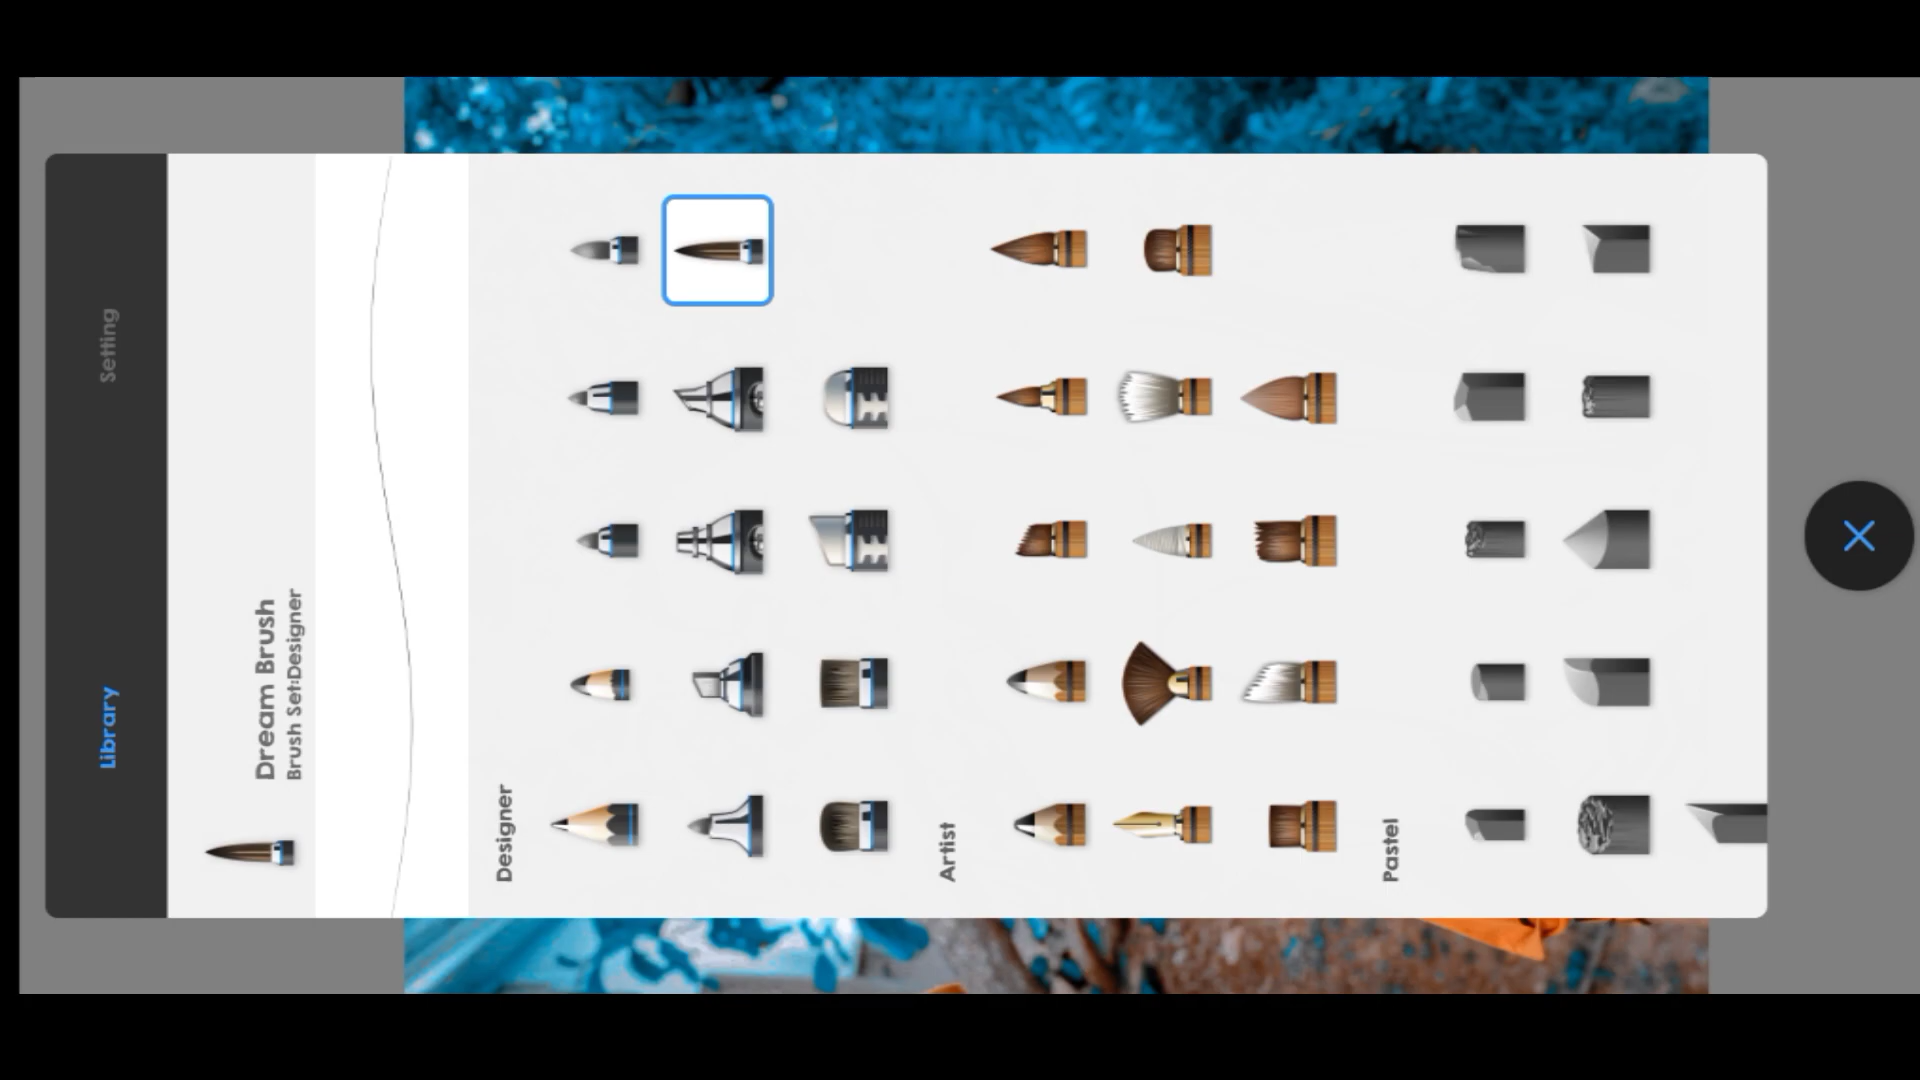 Library
Setting
Dream Brush
Brush Set:Designer
Designer
Artist
Pastel